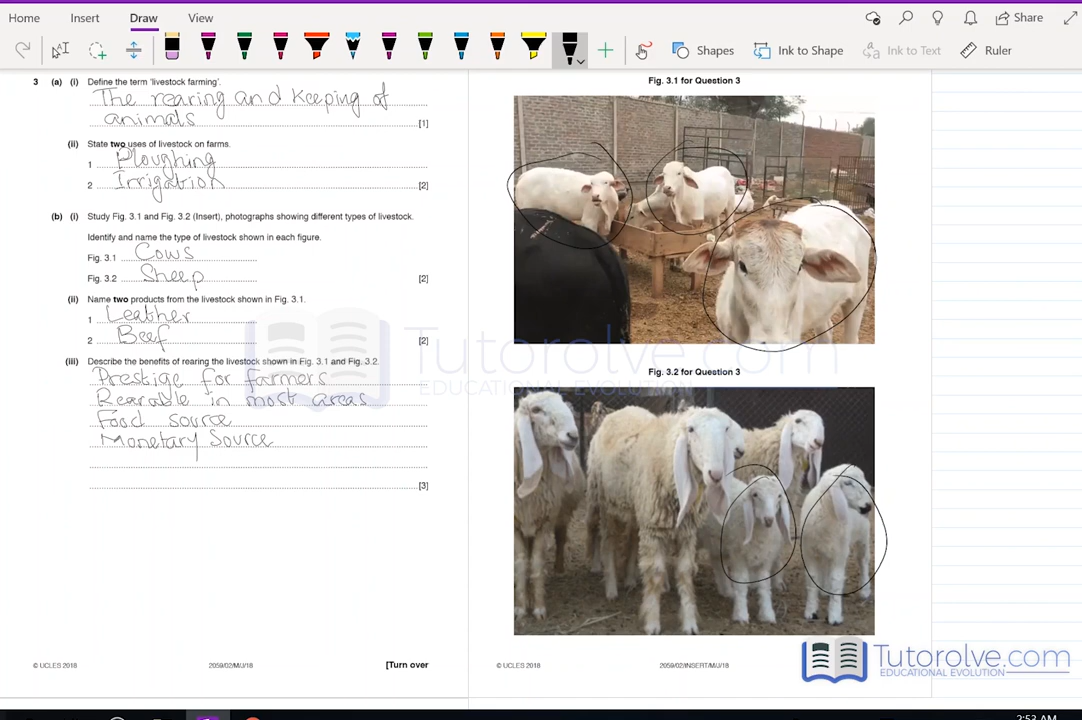 Home Insert Draw View
Share
Shapes Ink to Shape Ink to Text Ruler
3 (a) (i) Define the term 'livestock farming'.
The rearing and keeping of
animals [1]
(ii) State two uses of livestock on farms.
1 Ploughing
2 Irrigation [2]
(b) (i) Study Fig. 3.1 and Fig. 3.2 (Insert), photographs showing different types of livestock.
Identify and name the type of livestock shown in each figure.
Fig. 3.1 Cows
Fig. 3.2 Sheep [2]
(ii) Name two products from the livestock shown in Fig. 3.1.
1 Leather
2 Beef [2]
(iii) Describe the benefits of rearing the livestock shown in Fig. 3.1 and Fig. 3.2.
Prestige for farmers
Rearable in most areas
Food source
Monetary Source
[3]
© UCLES 2018 2059/02/M/J/18 [Turn over
Fig. 3.1 for Question 3
Fig. 3.2 for Question 3
© UCLES 2018 2059/02/INSERT/M/J/18
Tutorolve.com
EDUCATIONAL EVOLUTION
Tutorolve.com
EDUCATIONAL EVOLUTION
2:53 AM